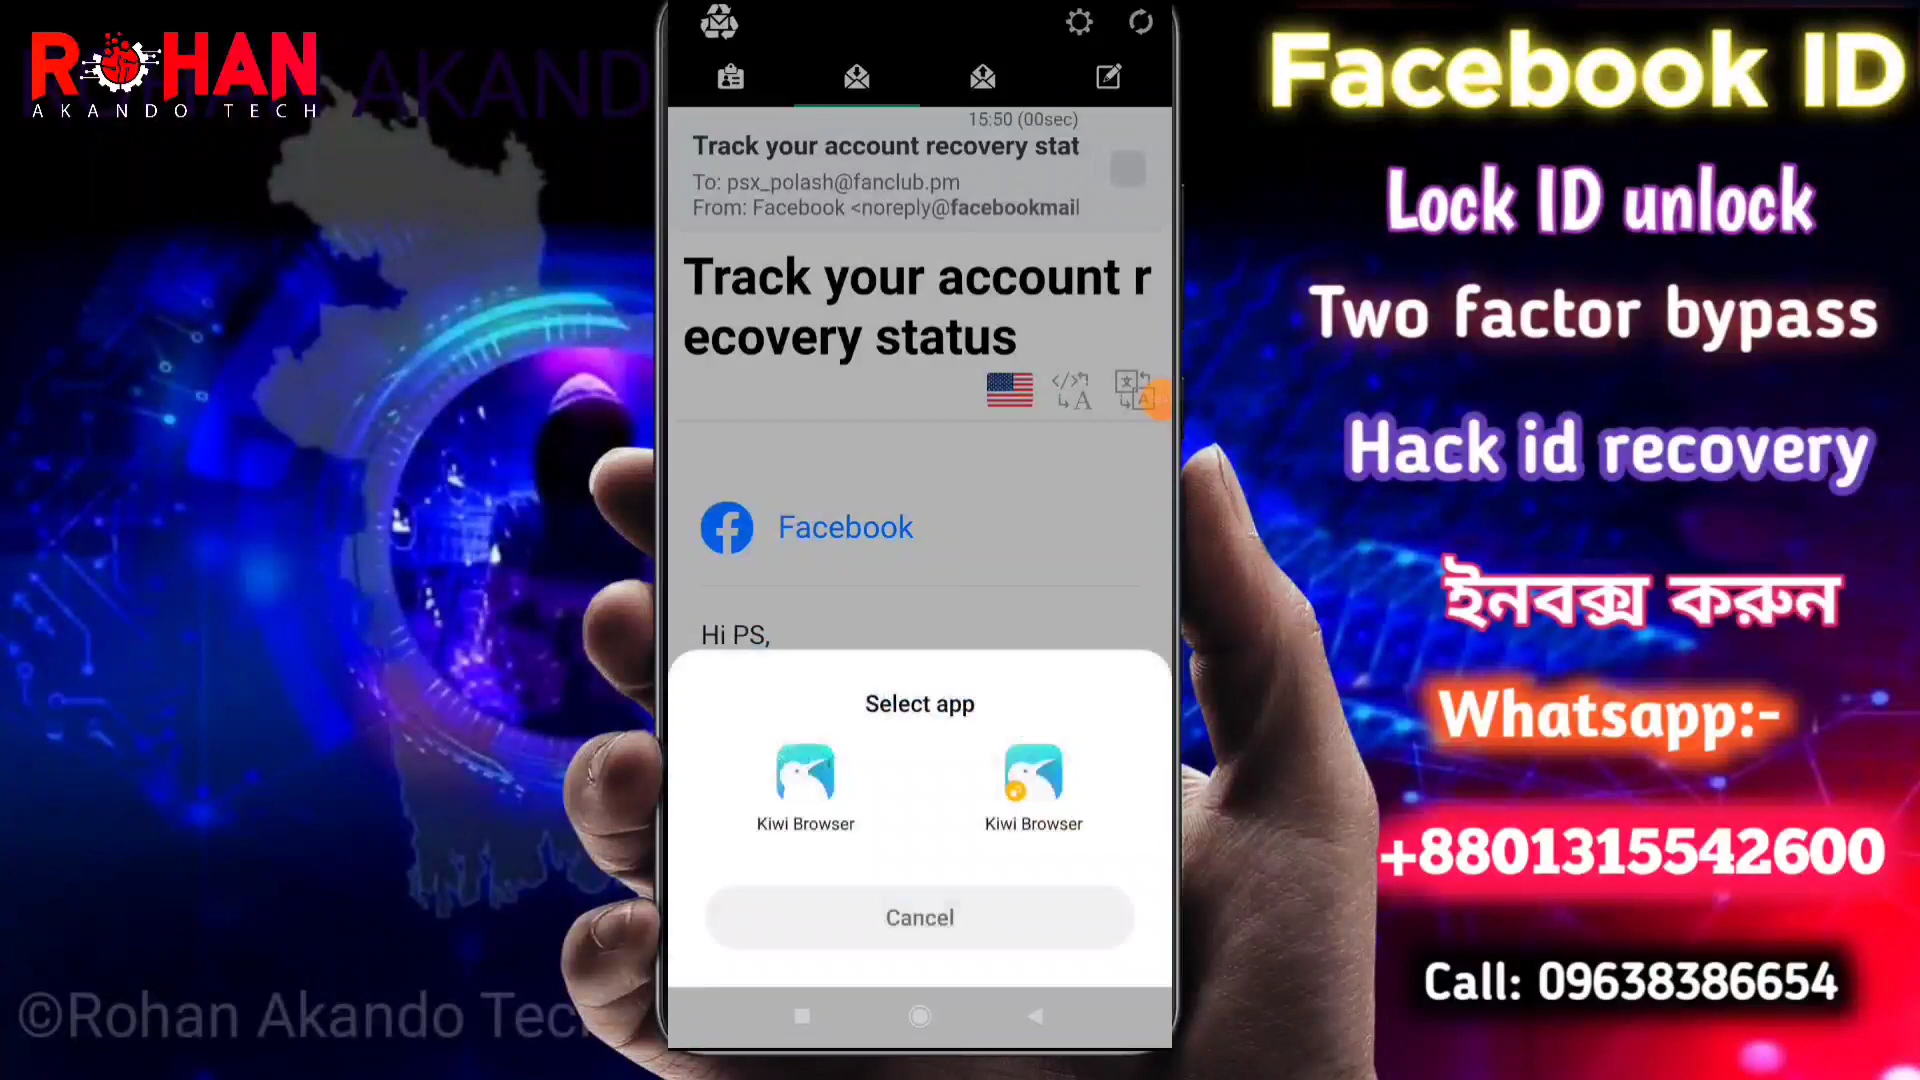 ROHAN
AKANDO TECH
AKANDO
15:50 (00sec)
Track your account recovery stat
To: psx_polash@fanclub.pm
From: Facebook <noreply@facebookmail
Track your account r
ecovery status
Facebook
Hi PS,
Select app
Kiwi Browser
Kiwi Browser
Cancel
Facebook ID
Lock ID unlock
Two factor bypass
Hack id recovery
ইনবক্স করুন
Whatsapp:-
+8801315542600
Call: 09638386654
©Rohan Akando Tec